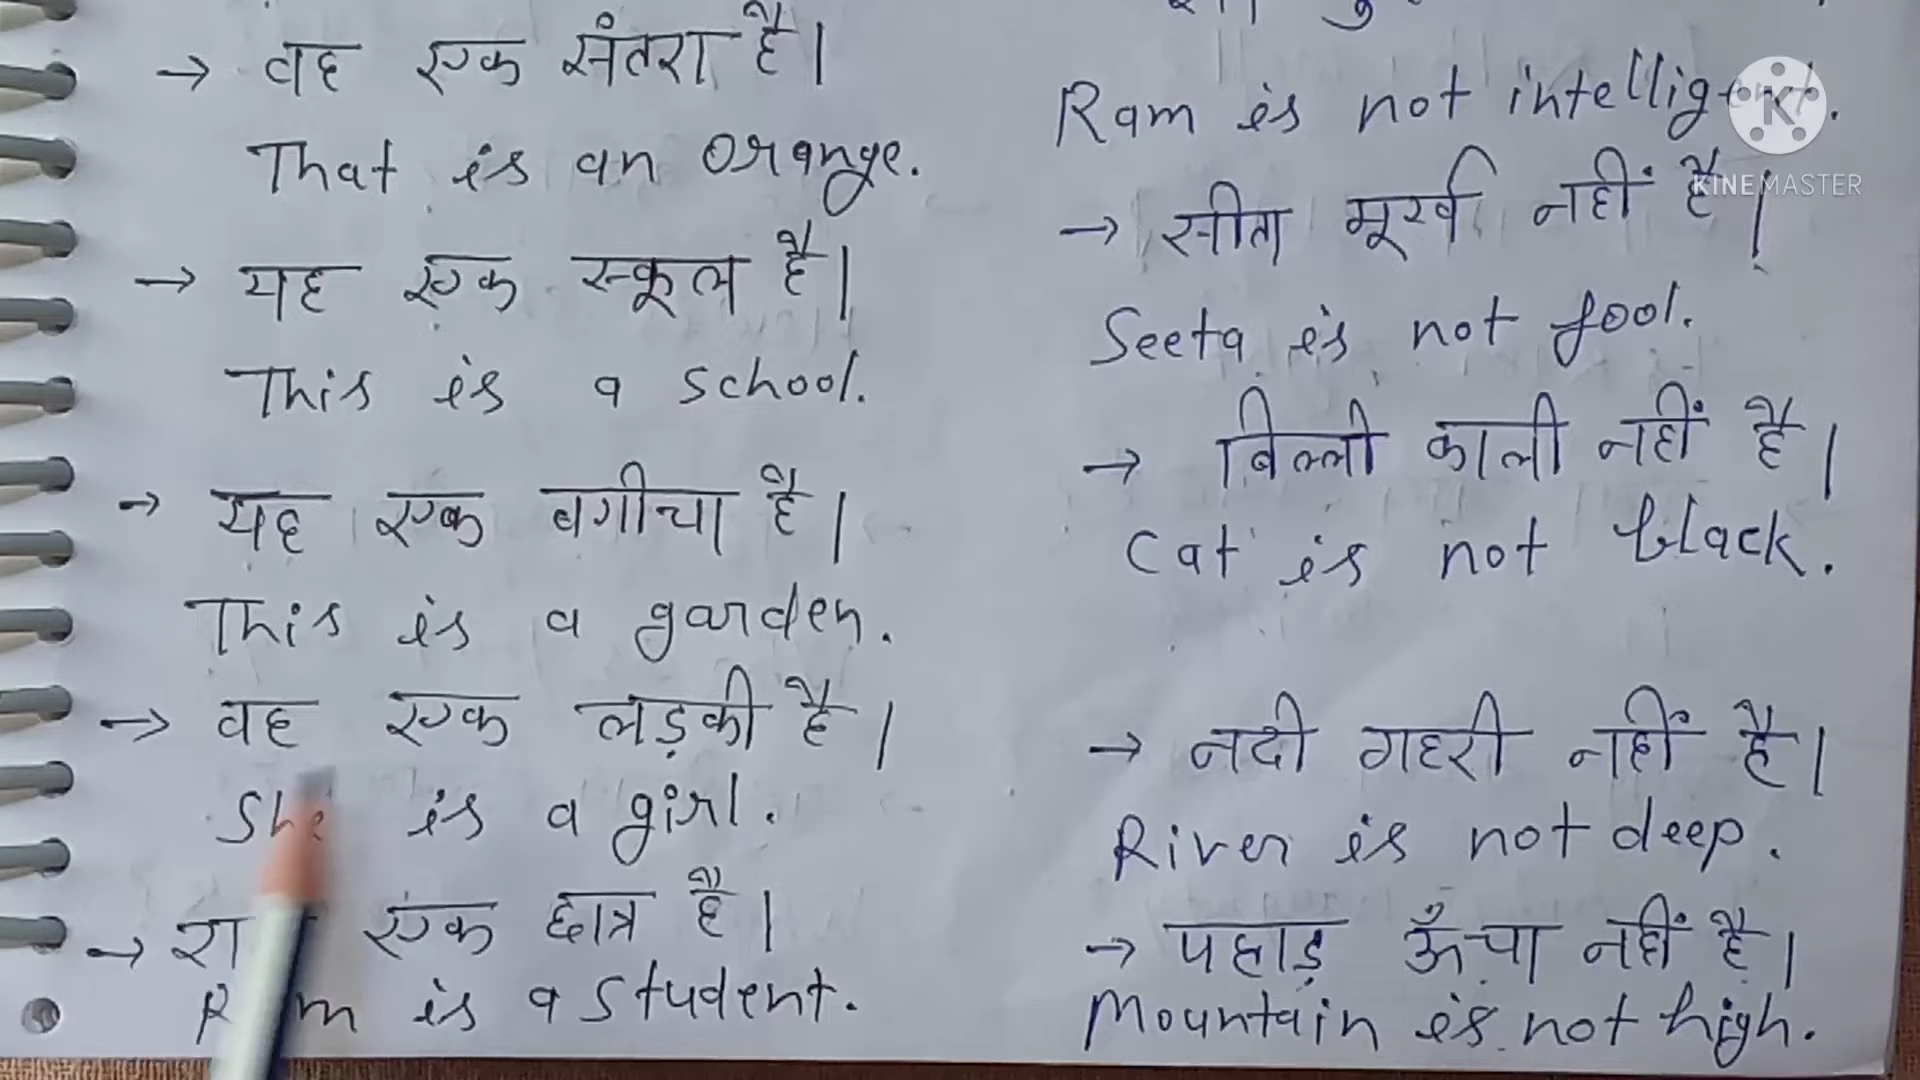 → वह एक संतरा है।
That is an orange.
→ यह एक स्कूल है।
This is a school.
→ यह एक बगीचा है।
This is a garden.
→ वह एक लड़की है।
She is a girl.
→ एक छात्र है।
is a student.
Ram is not intelligent.
→ सीता मूर्ख नहीं है।
Seeta is not fool.
→ बिल्ली काली नहीं है।
Cat is not black.
→ नदी गहरी नहीं है।
River is not deep.
→ पहाड़ ऊँचा नहीं है।
Mountain is not high.
K
KINEMASTER